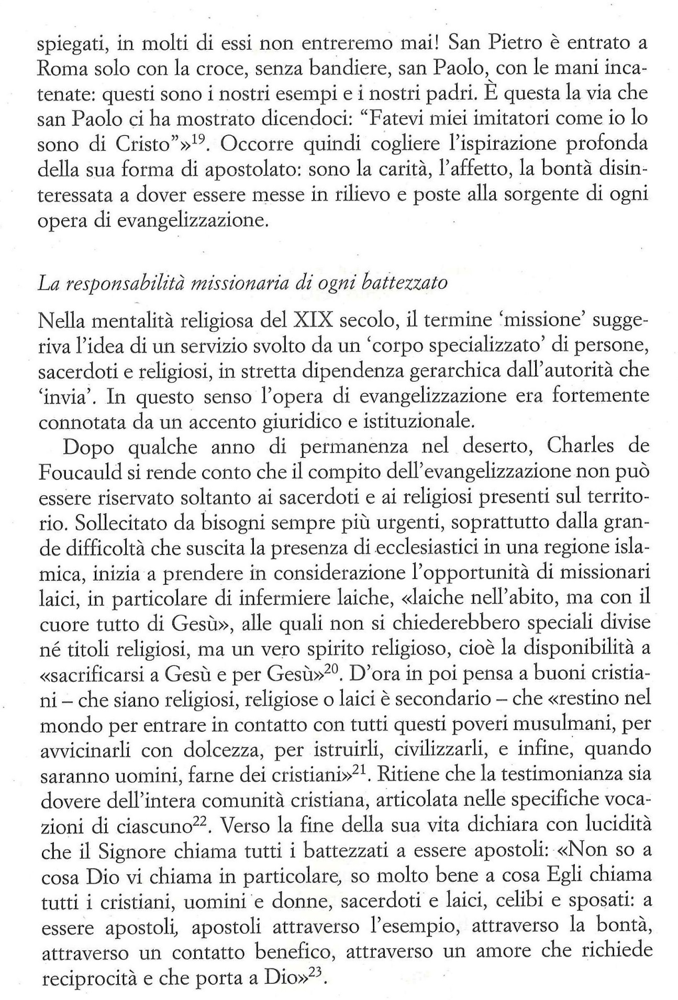 spiegati, in molti di essi non entreremo mai! San Pietro è entrato a
Roma solo con la croce, senza bandiere, san Paolo, con le mani inca-
tenate: questi sono i nostri esempi e i nostri padri. È questa la via che
san Paolo ci ha mostrato dicendoci: “Fatevi miei imitatori come io lo
sono di Cristo”»19. Occorre quindi cogliere l’ispirazione profonda
della sua forma di apostolato: sono la carità, l’affetto, la bontà disin-
teressata a dover essere messe in rilievo e poste alla sorgente di ogni
opera di evangelizzazione.
La responsabilità missionaria di ogni battezzato
Nella mentalità religiosa del XIX secolo, il termine ‘missione’ sugge-
riva l’idea di un servizio svolto da un ‘corpo specializzato’ di persone,
sacerdoti e religiosi, in stretta dipendenza gerarchica dall’autorità che
‘invia’. In questo senso l’opera di evangelizzazione era fortemente
connotata da un accento giuridico e istituzionale.
Dopo qualche anno di permanenza nel deserto, Charles de
Foucauld si rende conto che il compito dell’evangelizzazione non può
essere riservato soltanto ai sacerdoti e ai religiosi presenti sul territo-
rio. Sollecitato da bisogni sempre più urgenti, soprattutto dalla gran-
de difficoltà che suscita la presenza di ecclesiastici in una regione isla-
mica, inizia a prendere in considerazione l’opportunità di missionari
laici, in particolare di infermiere laiche, «laiche nell’abito, ma con il
cuore tutto di Gesù», alle quali non si chiederebbero speciali divise
né titoli religiosi, ma un vero spirito religioso, cioè la disponibilità a
«sacrificarsi a Gesù e per Gesù»20. D’ora in poi pensa a buoni cristia-
ni – che siano religiosi, religiose o laici è secondario – che «restino nel
mondo per entrare in contatto con tutti questi poveri musulmani, per
avvicinarli con dolcezza, per istruirli, civilizzarli, e infine, quando
saranno uomini, farne dei cristiani»21. Ritiene che la testimonianza sia
dovere dell’intera comunità cristiana, articolata nelle specifiche voca-
zioni di ciascuno22. Verso la fine della sua vita dichiara con lucidità
che il Signore chiama tutti i battezzati a essere apostoli: «Non so a
cosa Dio vi chiama in particolare, so molto bene a cosa Egli chiama
tutti i cristiani, uomini e donne, sacerdoti e laici, celibi e sposati: a
essere apostoli, apostoli attraverso l’esempio, attraverso la bontà,
attraverso un contatto benefico, attraverso un amore che richiede
reciprocità e che porta a Dio»23.